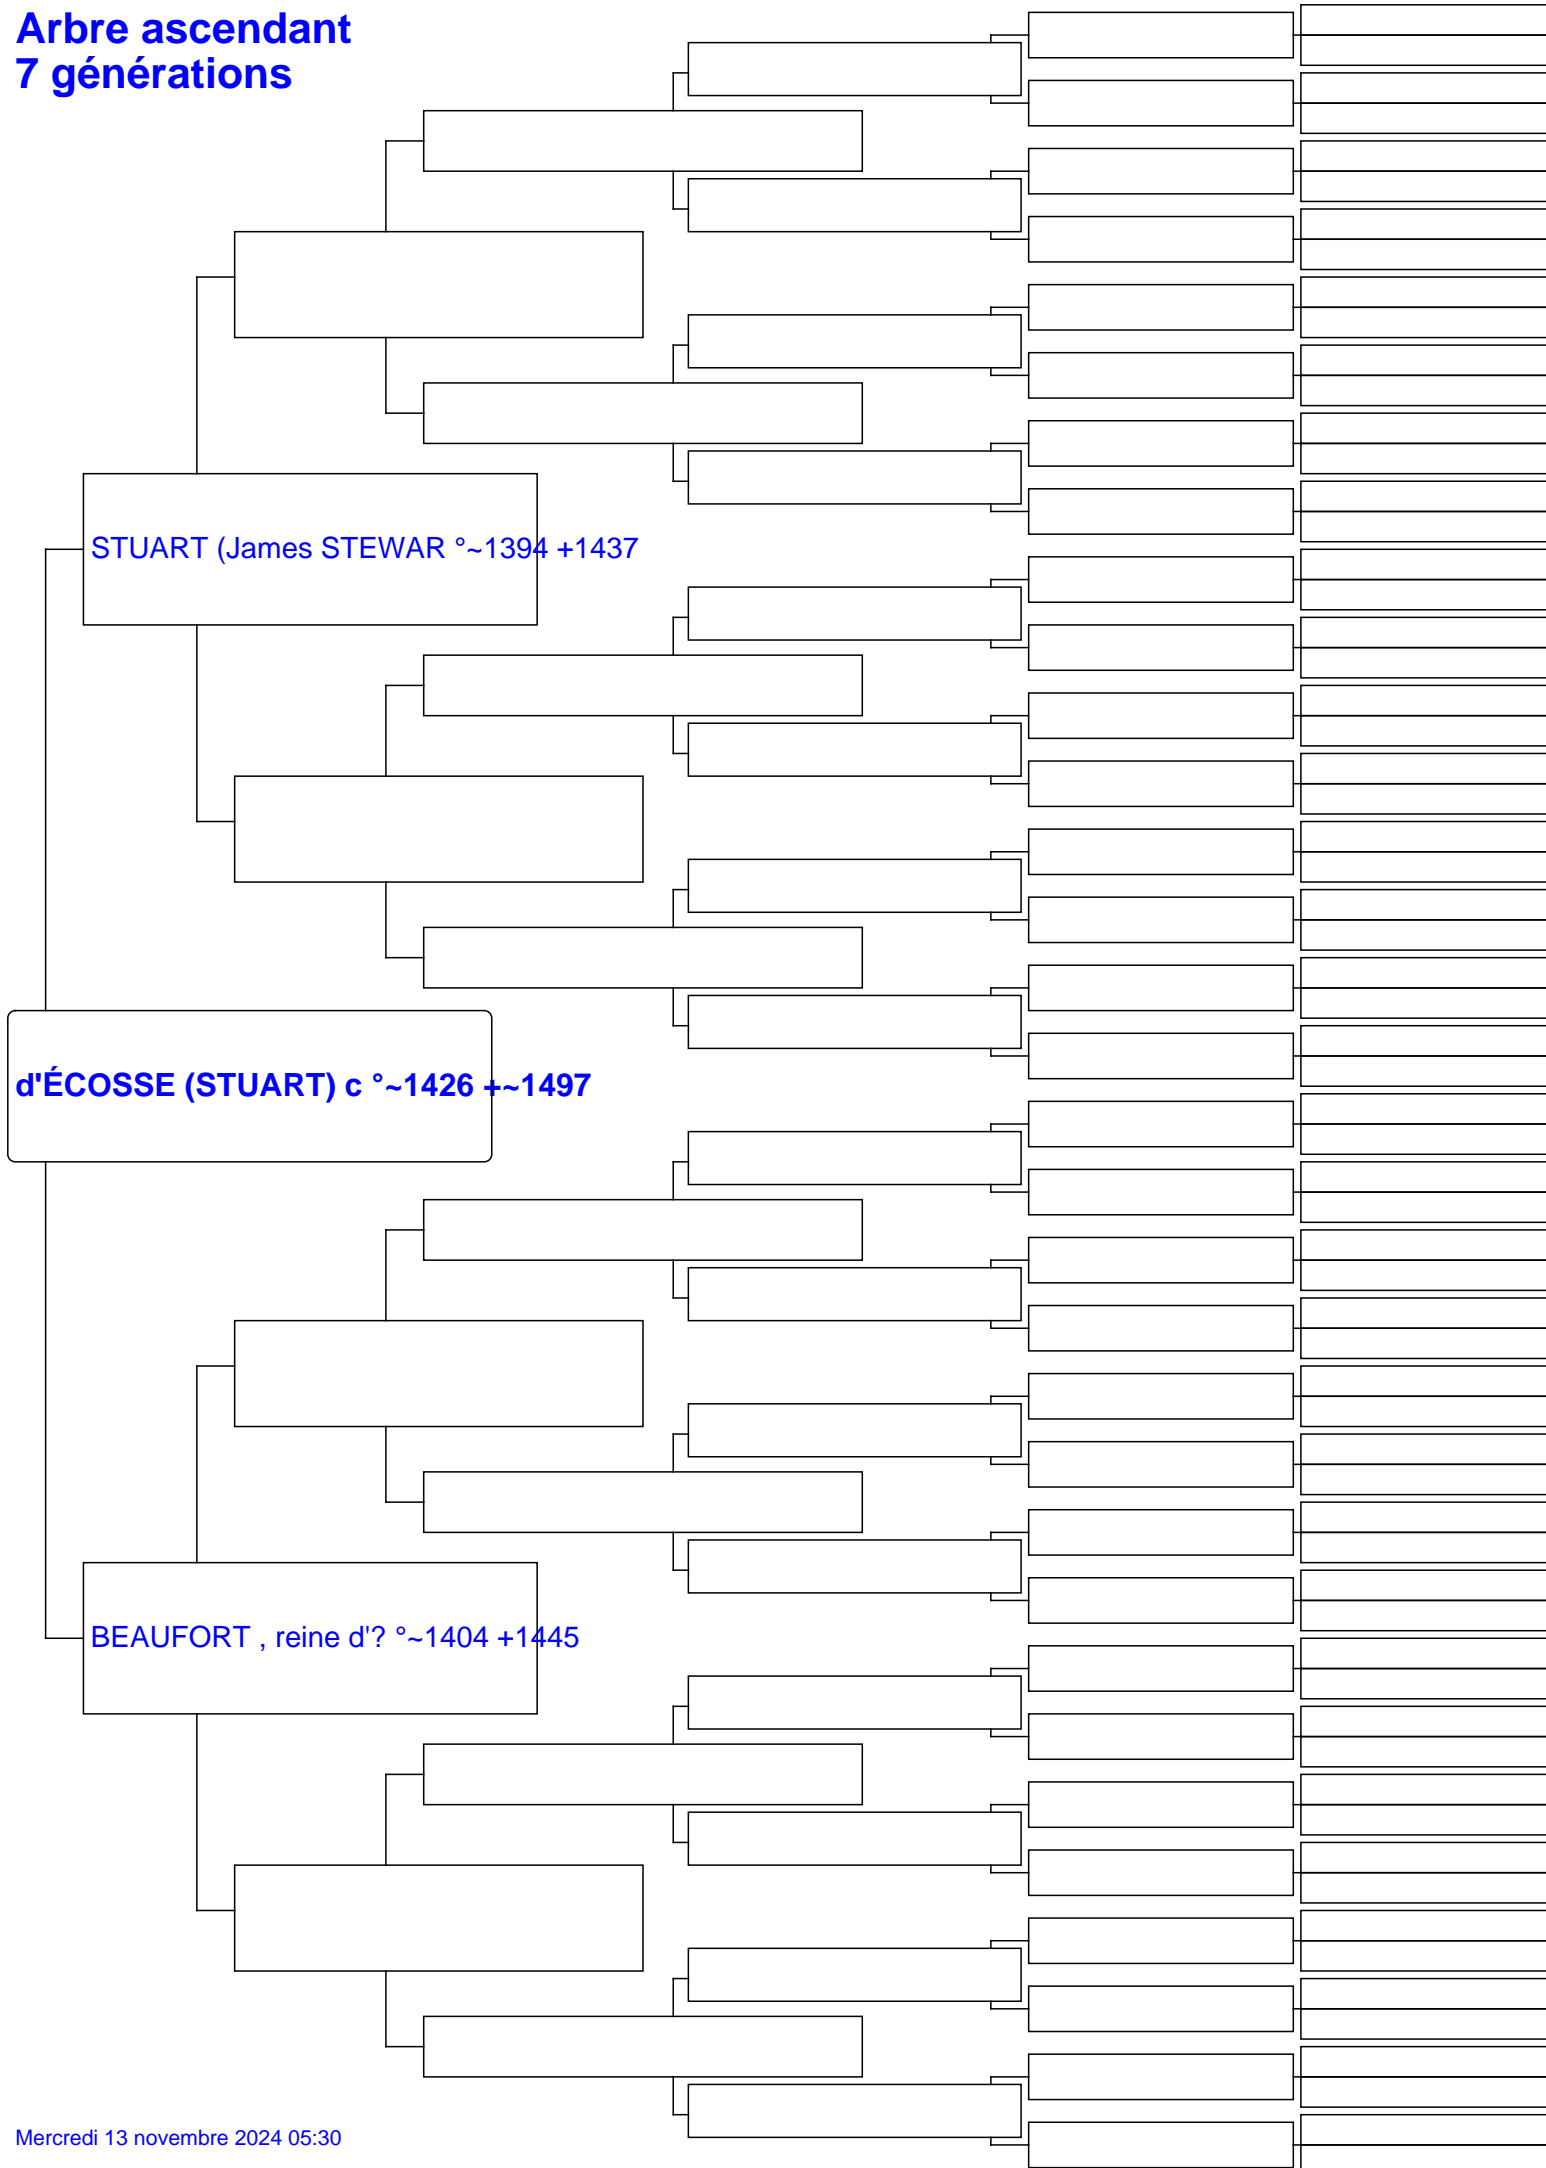 Arbre ascendant
7 générations
STUART (James STEWAR °~1394 +1437
d'ÉCOSSE (STUART) c °~1426 +~1497
BEAUFORT , reine d'? °~1404 +1445
Mercredi 13 novembre 2024 05:30